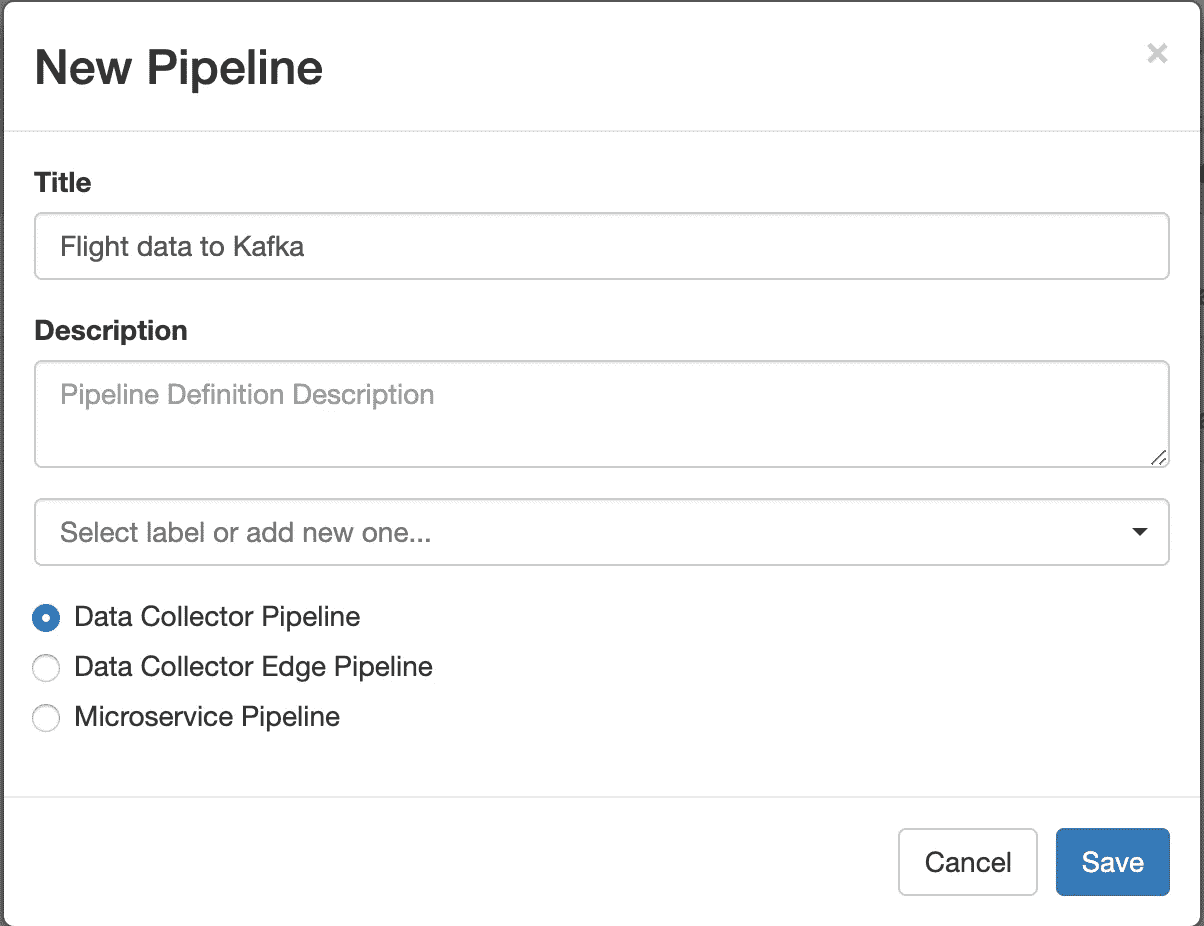 New Pipeline
×
Title
Flight data to Kafka
Description
Pipeline Definition Description
Select label or add new one...
Data Collector Pipeline
Data Collector Edge Pipeline
Microservice Pipeline
Cancel
Save